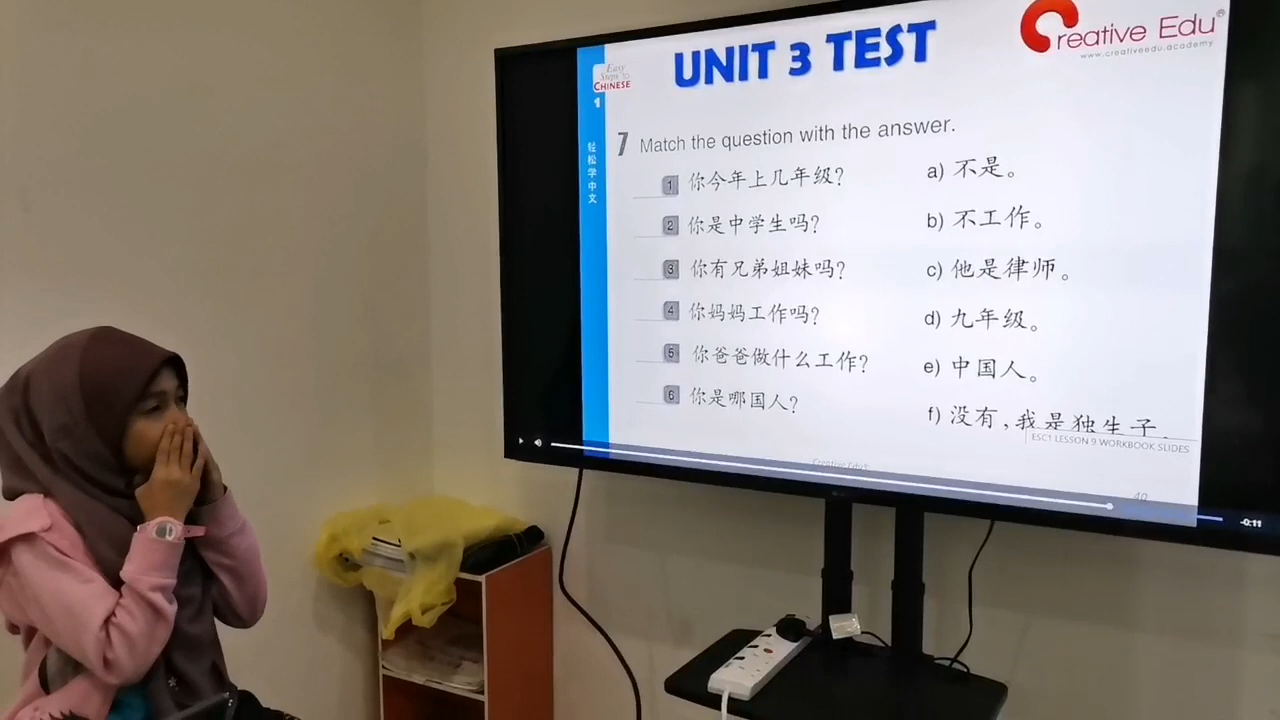 UNIT 3 TEST
Creative Edu®
www.creativeedu.academy
Easy
Steps to
CHINESE
1
轻松学中文
7 Match the question with the answer.
1 你今年上几年级? a) 不是。
2 你是中学生吗? b) 不工作。
3 你有兄弟姐妹吗? c) 他是律师。
4 你妈妈工作吗? d) 九年级。
5 你爸爸做什么工作? e) 中国人。
6 你是哪国人? f) 没有,我是独生子.
ESC1 LESSON 9 WORKBOOK SLIDES
Creative Edu
40
-0:11